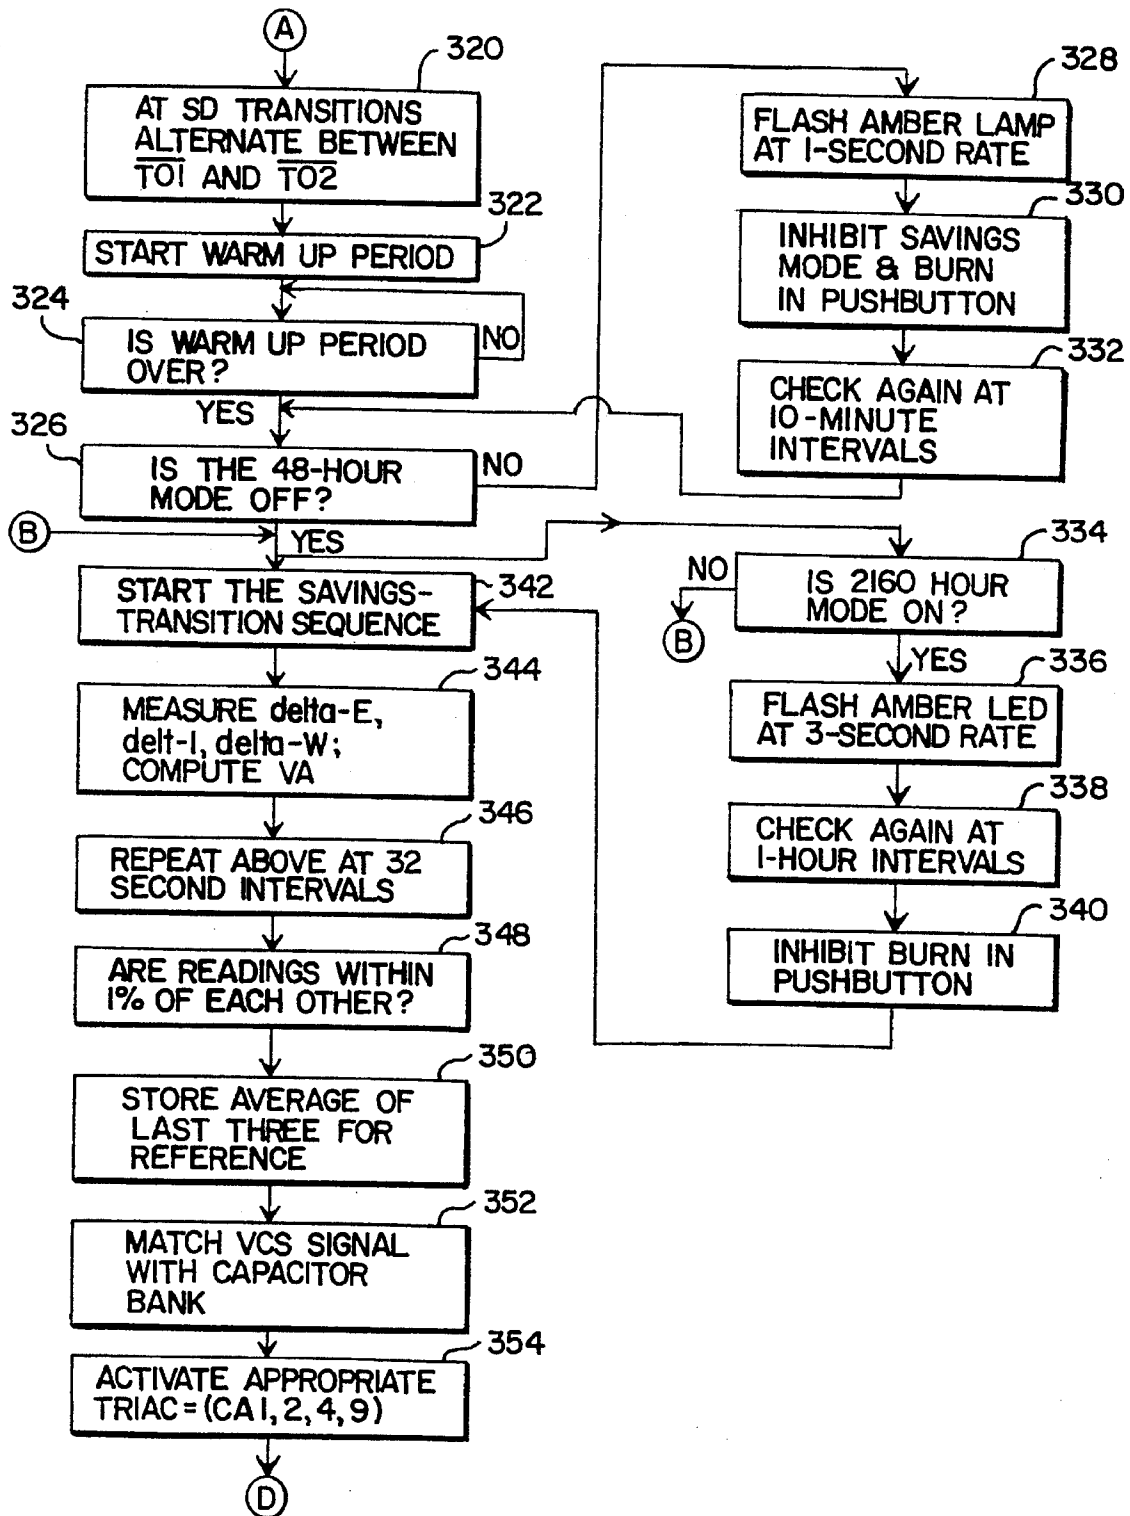 A
320
AT SD TRANSITIONS
ALTERNATE BETWEEN
T̅O̅1̅ AND T̅O̅2̅
322
START WARM UP PERIOD
324
IS WARM UP PERIOD
OVER?
NO
YES
326
IS THE 48-HOUR
MODE OFF?
NO
B
YES
328
FLASH AMBER LAMP
AT 1-SECOND RATE
330
INHIBIT SAVINGS
MODE & BURN
IN PUSHBUTTON
332
CHECK AGAIN AT
10-MINUTE
INTERVALS
334
IS 2160 HOUR
MODE ON?
NO
B
YES
336
FLASH AMBER LED
AT 3-SECOND RATE
338
CHECK AGAIN AT
1-HOUR INTERVALS
340
INHIBIT BURN IN
PUSHBUTTON
342
START THE SAVINGS-
TRANSITION SEQUENCE
344
MEASURE delta-E,
delt-I, delta-W;
COMPUTE VA
346
REPEAT ABOVE AT 32
SECOND INTERVALS
348
ARE READINGS WITHIN
1% OF EACH OTHER?
350
STORE AVERAGE OF
LAST THREE FOR
REFERENCE
352
MATCH VCS SIGNAL
WITH CAPACITOR
BANK
354
ACTIVATE APPROPRIATE
TRIAC=(CA1,2,4,9)
D